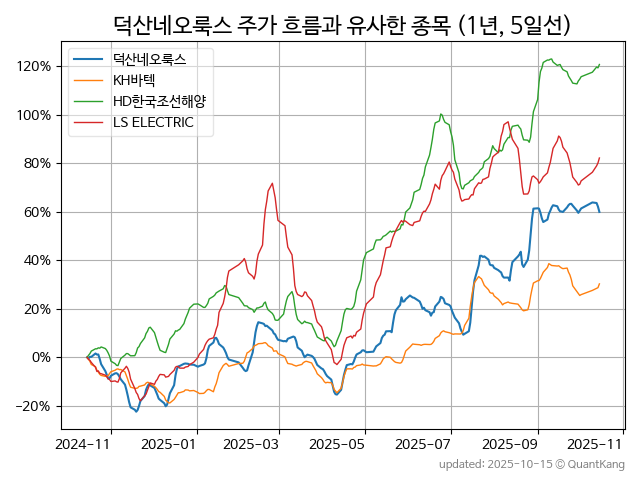 덕산네오룩스 주가 흐름과 유사한 종목 (1년, 5일선)
덕산네오룩스
KH바텍
HD한국조선해양
LS ELECTRIC
120%
100%
80%
60%
40%
20%
0%
−20%
2024-11 2025-01 2025-03 2025-05 2025-07 2025-09 2025-11
updated: 2025-10-15 © QuantKang